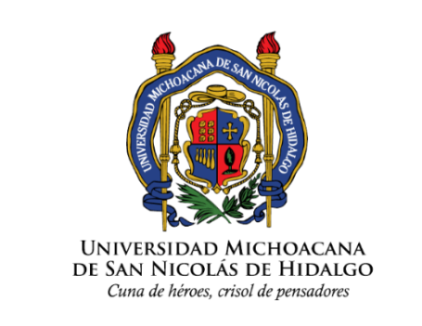 UNIVERSIDAD MICHOACANA DE SAN NICOLAS DE HIDALGO
UNIVERSIDAD MICHOACANA
DE SAN NICOLÁS DE HIDALGO
Cuna de héroes, crisol de pensadores